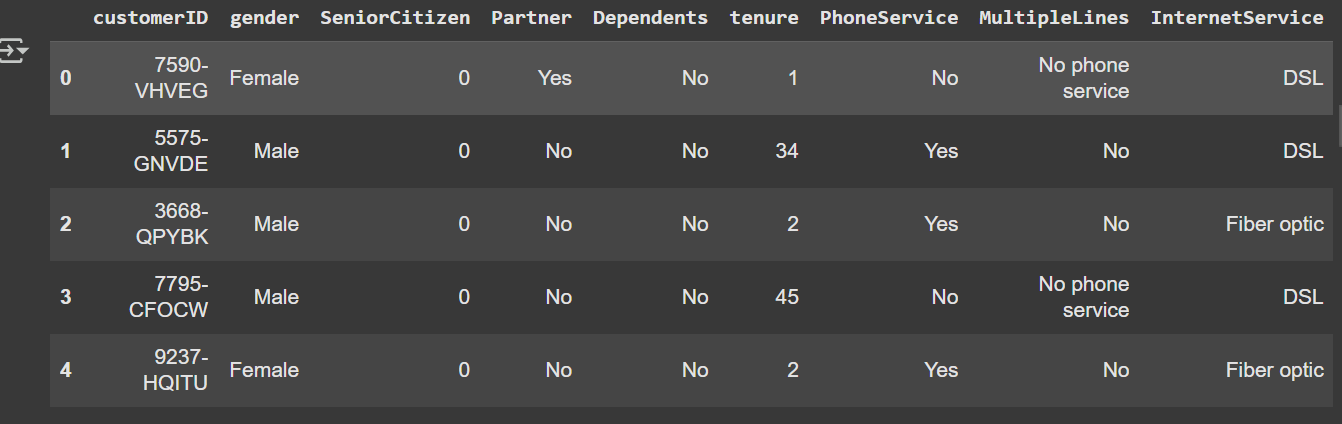 customerID gender SeniorCitizen Partner Dependents tenure PhoneService MultipleLines InternetService
0 7590-VHVEG Female 0 Yes No 1 No No phone service DSL
1 5575-GNVDE Male 0 No No 34 Yes No DSL
2 3668-QPYBK Male 0 No No 2 Yes No Fiber optic
3 7795-CFOCW Male 0 No No 45 No No phone service DSL
4 9237-HQITU Female 0 No No 2 Yes No Fiber optic